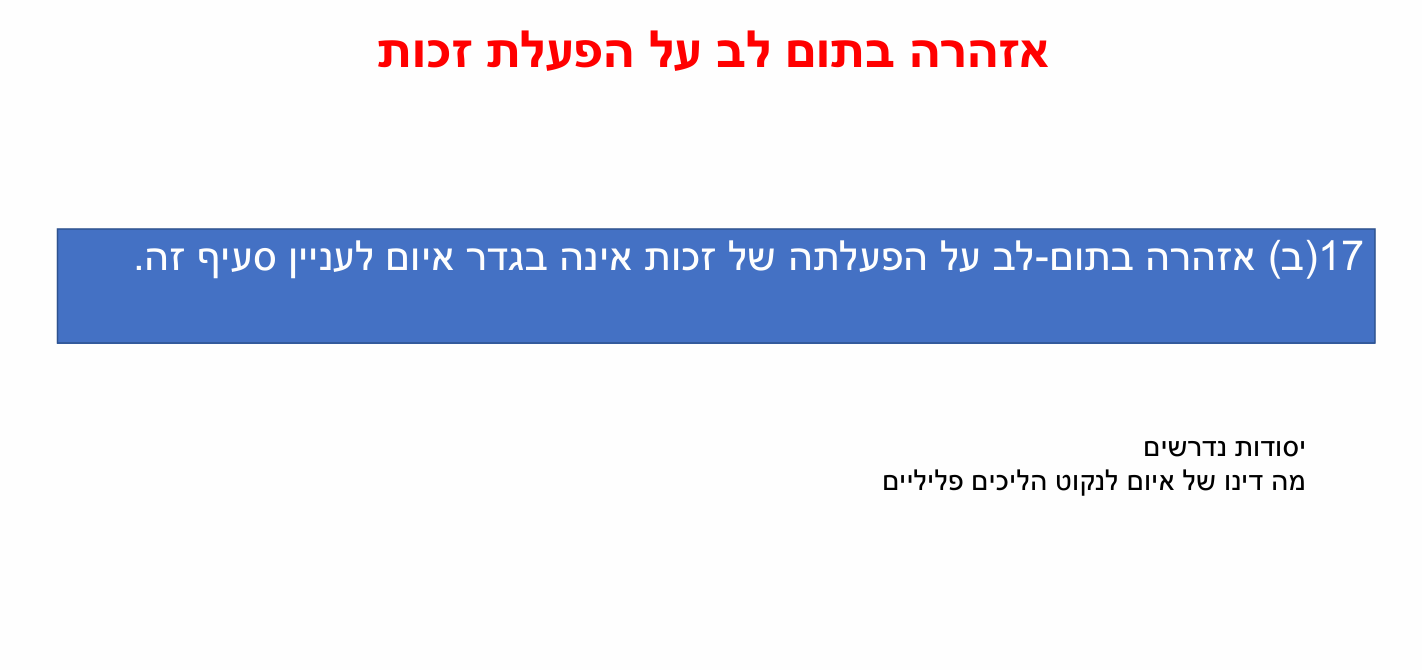 אזהרה בתום לב על הפעלת זכות
17(ב) אזהרה בתום-לב על הפעלתה של זכות אינה בגדר איום לעניין סעיף זה.
יסודות נדרשים
מה דינו של איום לנקוט הליכים פליליים